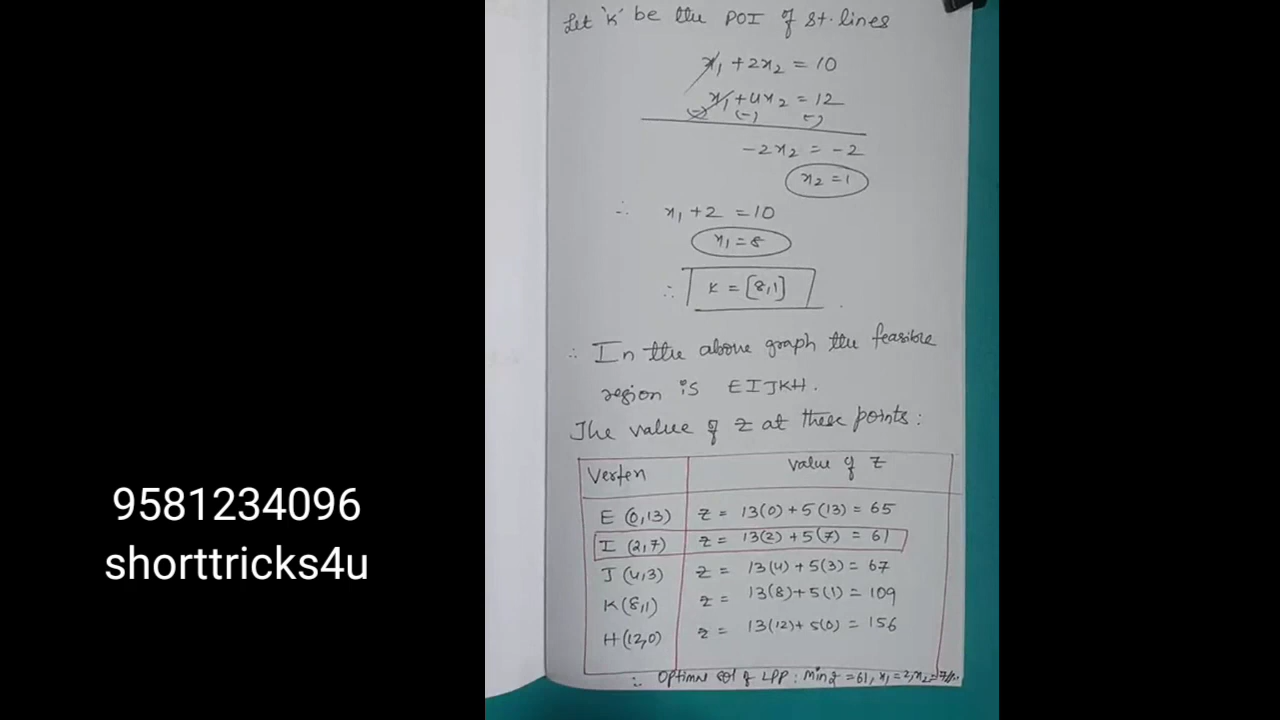 Let 'K' be the POI of st. lines
x₁ + 2x₂ = 10
x₁ + 4x₂ = 12
(-) (-) (-)
-2x₂ = -2
x₂ = 1
∴ x₁ + 2 = 10
x₁ = 8
∴ K = [8,1]
∴ In the above graph the feasible
region is EIJKH.
The value of z at these points:
Verten value of z
E (0,13) z = 13(0) + 5(13) = 65
I (2,7) z = 13(2) + 5(7) = 61
J (4,3) z = 13(4) + 5(3) = 67
K (8,1) z = 13(8) + 5(1) = 109
H (12,0) z = 13(12) + 5(0) = 156
∴ Optimal sol of LPP: Min z = 61, x₁ = 2, x₂ = 7//.
9581234096
shorttricks4u